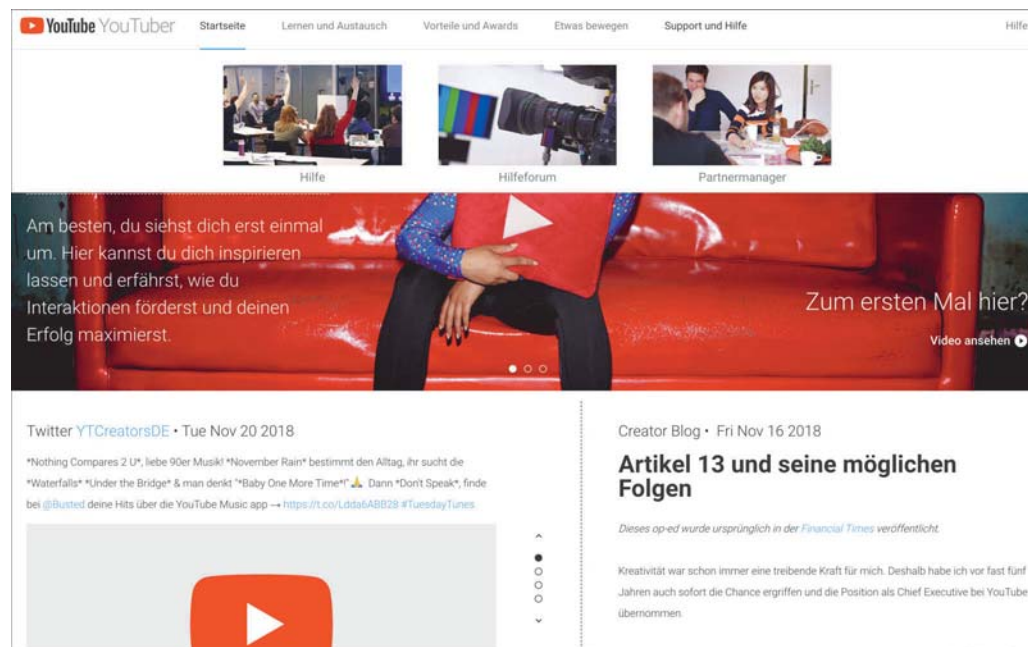 YouTube YouTuber
Startseite
Lernen und Austausch
Vorteile und Awards
Etwas bewegen
Support und Hilfe
Hilfe
Hilfe
Hilfeforum
Partnermanager
Am besten, du siehst dich erst einmal
um. Hier kannst du dich inspirieren
lassen und erfährst, wie du
Interaktionen förderst und deinen
Erfolg maximierst.
Zum ersten Mal hier?
Video ansehen
Twitter YTCreatorsDE • Tue Nov 20 2018
*Nothing Compares 2 U*, liebe 90er Musik! *November Rain* bestimmt den Alltag, ihr sucht die
*Waterfalls* *Under the Bridge* & man denkt "*Baby One More Time*!"🙏 Dann *Don't Speak*, finde
bei @Busted deine Hits über die YouTube Music app → https://t.co/Ldda6ABB28 #TuesdayTunes
Creator Blog • Fri Nov 16 2018
Artikel 13 und seine möglichen
Folgen
Dieses op-ed wurde ursprünglich in der Financial Times veröffentlicht.
Kreativität war schon immer eine treibende Kraft für mich. Deshalb habe ich vor fast fünf
Jahren auch sofort die Chance ergriffen und die Position als Chief Executive bei YouTube
übernommen.